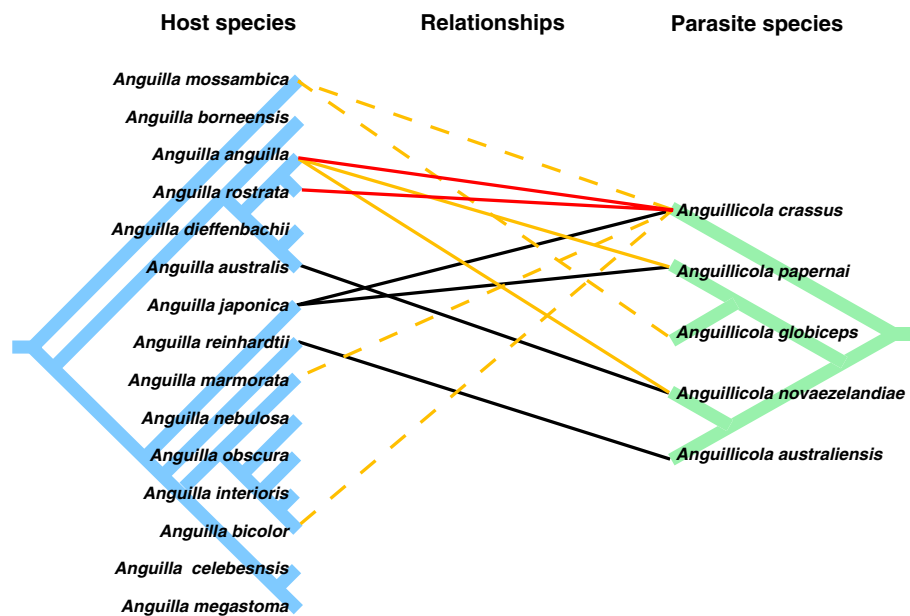 Host species
Relationships
Parasite species
Anguilla mossambica
Anguilla borneensis
Anguilla anguilla
Anguilla rostrata
Anguilla dieffenbachii
Anguilla australis
Anguilla japonica
Anguilla reinhardtii
Anguilla marmorata
Anguilla nebulosa
Anguilla obscura
Anguilla interioris
Anguilla bicolor
Anguilla celebesnsis
Anguilla megastoma
Anguillicola crassus
Anguillicola papernai
Anguillicola globiceps
Anguillicola novaezelandiae
Anguillicola australiensis